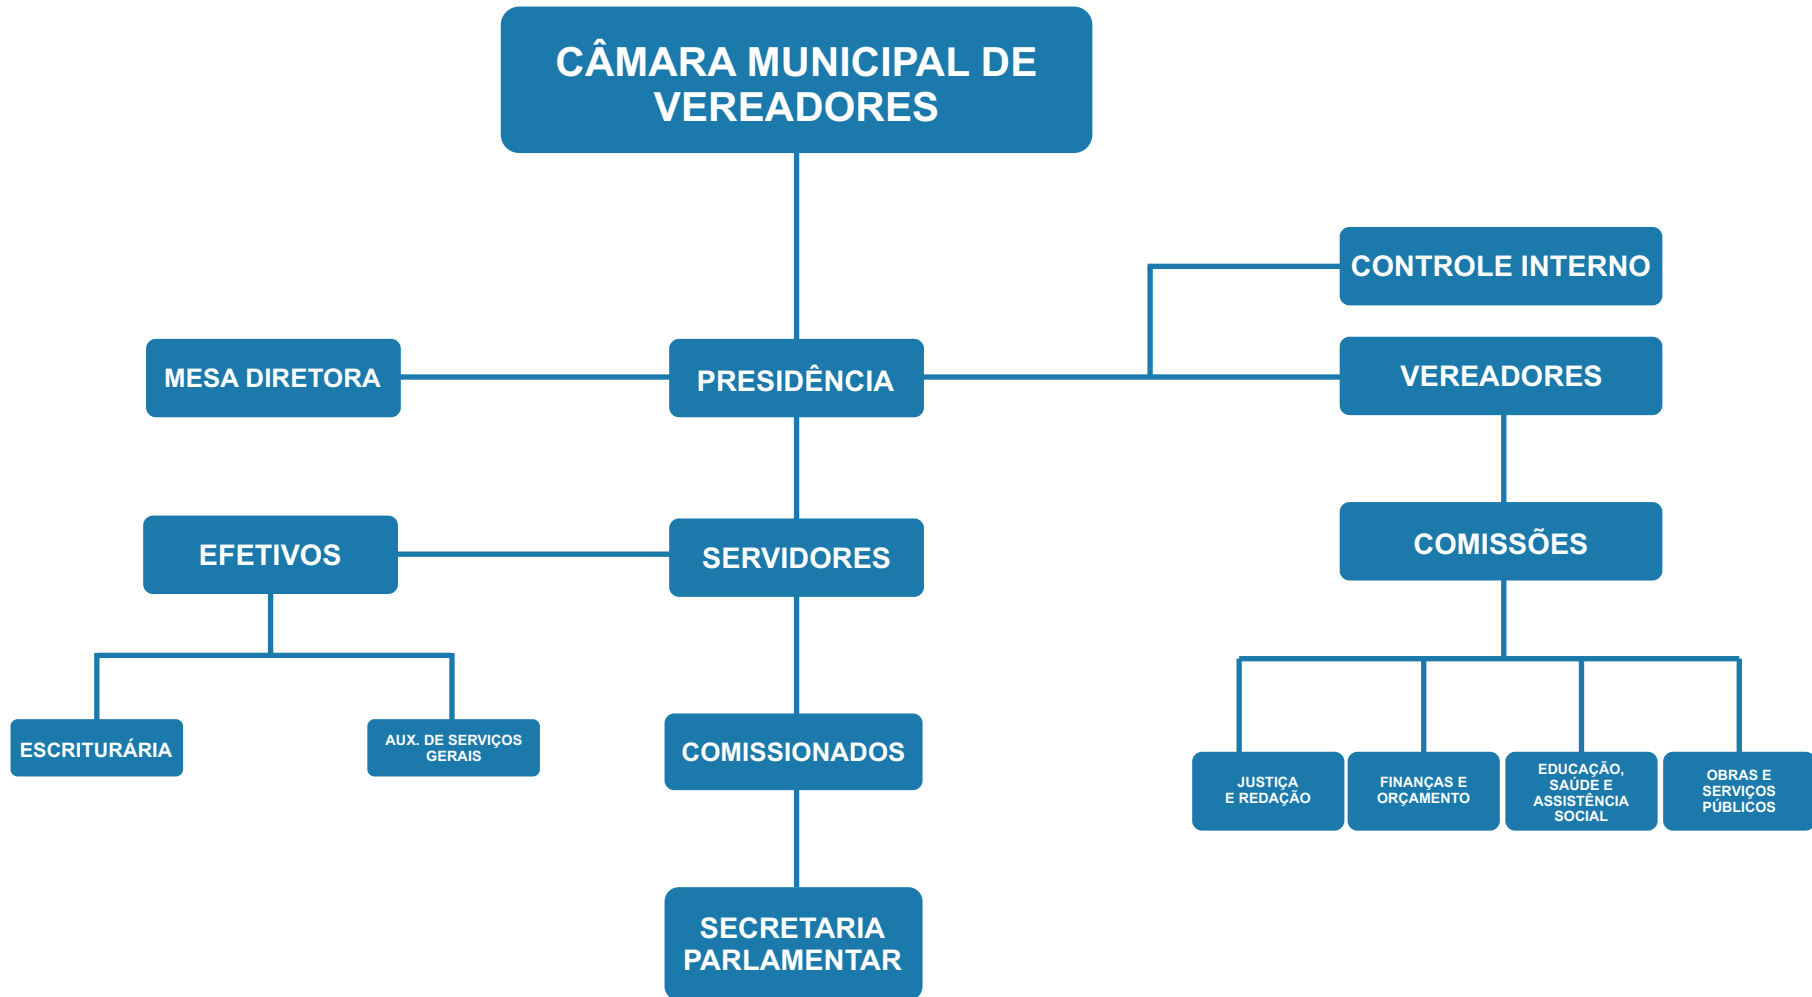 CÂMARA MUNICIPAL DE
VEREADORES
CONTROLE INTERNO
MESA DIRETORA
PRESIDÊNCIA
VEREADORES
EFETIVOS
SERVIDORES
COMISSÕES
ESCRITURÁRIA
AUX. DE SERVIÇOS
GERAIS
COMISSIONADOS
JUSTIÇA
E REDAÇÃO
FINANÇAS E
ORÇAMENTO
EDUCAÇÃO,
SAÚDE E
ASSISTÊNCIA
SOCIAL
OBRAS E
SERVIÇOS
PÚBLICOS
SECRETARIA
PARLAMENTAR